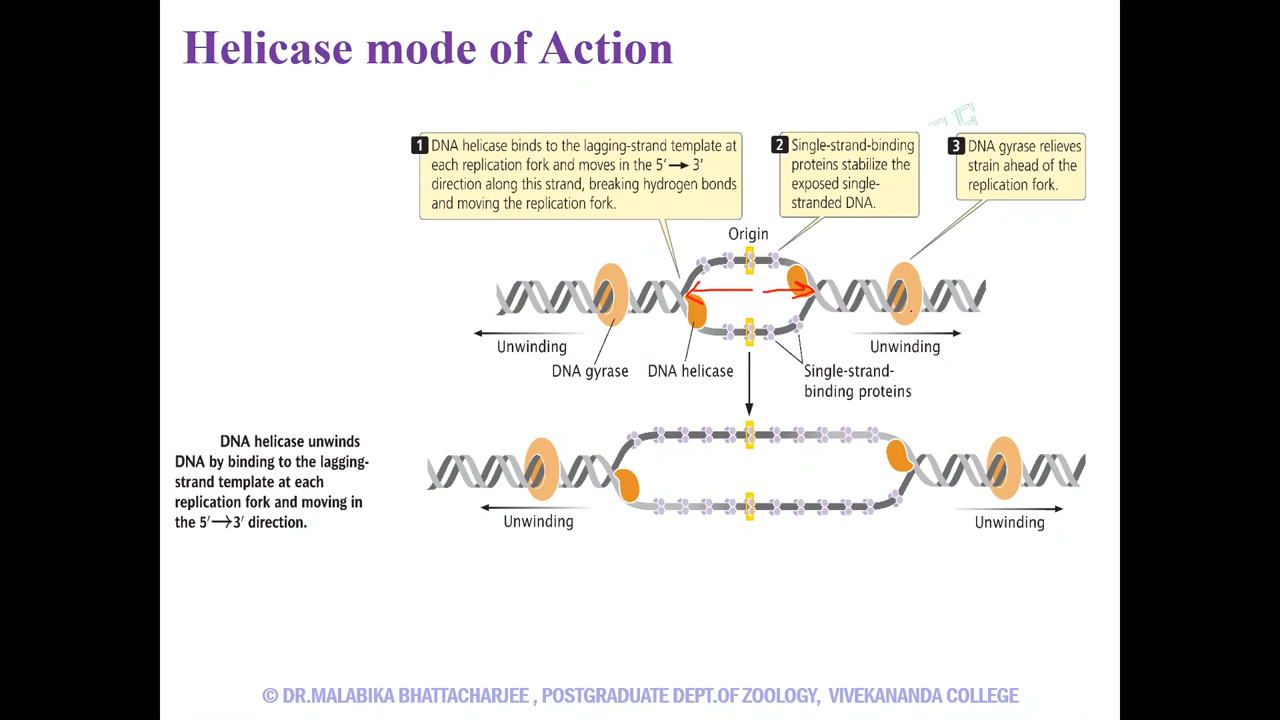 Helicase mode of Action
1 DNA helicase binds to the lagging-strand template at
each replication fork and moves in the 5′ → 3′
direction along this strand, breaking hydrogen bonds
and moving the replication fork.
2 Single-strand-binding
proteins stabilize the
exposed single-
stranded DNA.
3 DNA gyrase relieves
strain ahead of the
replication fork.
Origin
Unwinding
Unwinding
DNA gyrase
DNA helicase
Single-strand-
binding proteins
DNA helicase unwinds
DNA by binding to the lagging-
strand template at each
replication fork and moving in
the 5′→3′ direction.
Unwinding
Unwinding
© DR.MALABIKA BHATTACHARJEE , POSTGRADUATE DEPT.OF ZOOLOGY, VIVEKANANDA COLLEGE